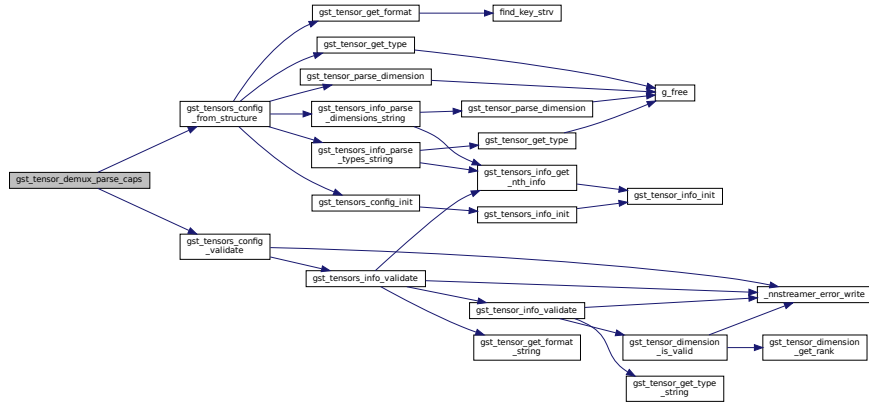 gst_tensor_demux_parse_caps
gst_tensors_config
_from_structure
gst_tensors_config
_validate
gst_tensor_get_format
gst_tensor_get_type
gst_tensor_parse_dimension
gst_tensors_info_parse
_dimensions_string
gst_tensors_info_parse
_types_string
gst_tensors_config_init
gst_tensors_info_validate
find_key_strv
gst_tensor_parse_dimension
gst_tensor_get_type
gst_tensors_info_get
_nth_info
gst_tensors_info_init
gst_tensor_info_validate
gst_tensor_get_format
_string
g_free
gst_tensor_info_init
gst_tensor_dimension
_is_valid
gst_tensor_get_type
_string
_nnstreamer_error_write
gst_tensor_dimension
_get_rank